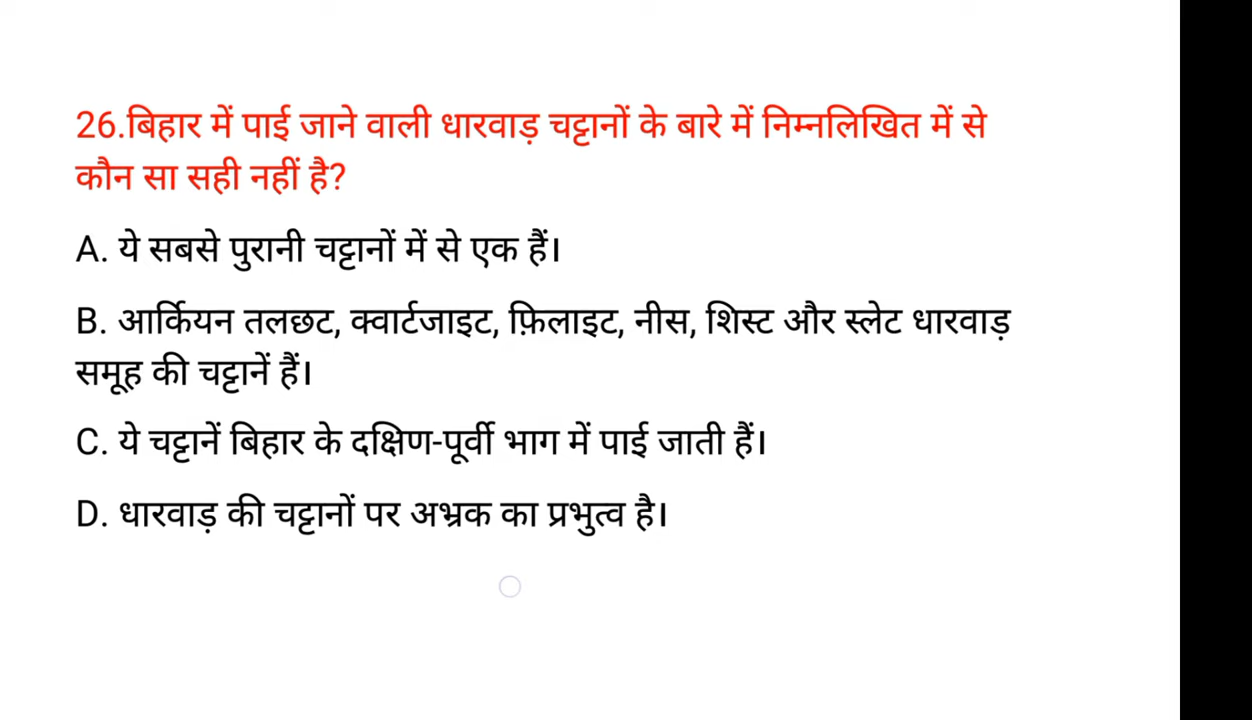 26.बिहार में पाई जाने वाली धारवाड़ चट्टानों के बारे में निम्नलिखित में से
कौन सा सही नहीं है?
A. ये सबसे पुरानी चट्टानों में से एक हैं।
B. आर्कियन तलछट, क्वार्टजाइट, फ़िलाइट, नीस, शिस्ट और स्लेट धारवाड़
समूह की चट्टानें हैं।
C. ये चट्टानें बिहार के दक्षिण-पूर्वी भाग में पाई जाती हैं।
D. धारवाड़ की चट्टानों पर अभ्रक का प्रभुत्व है।